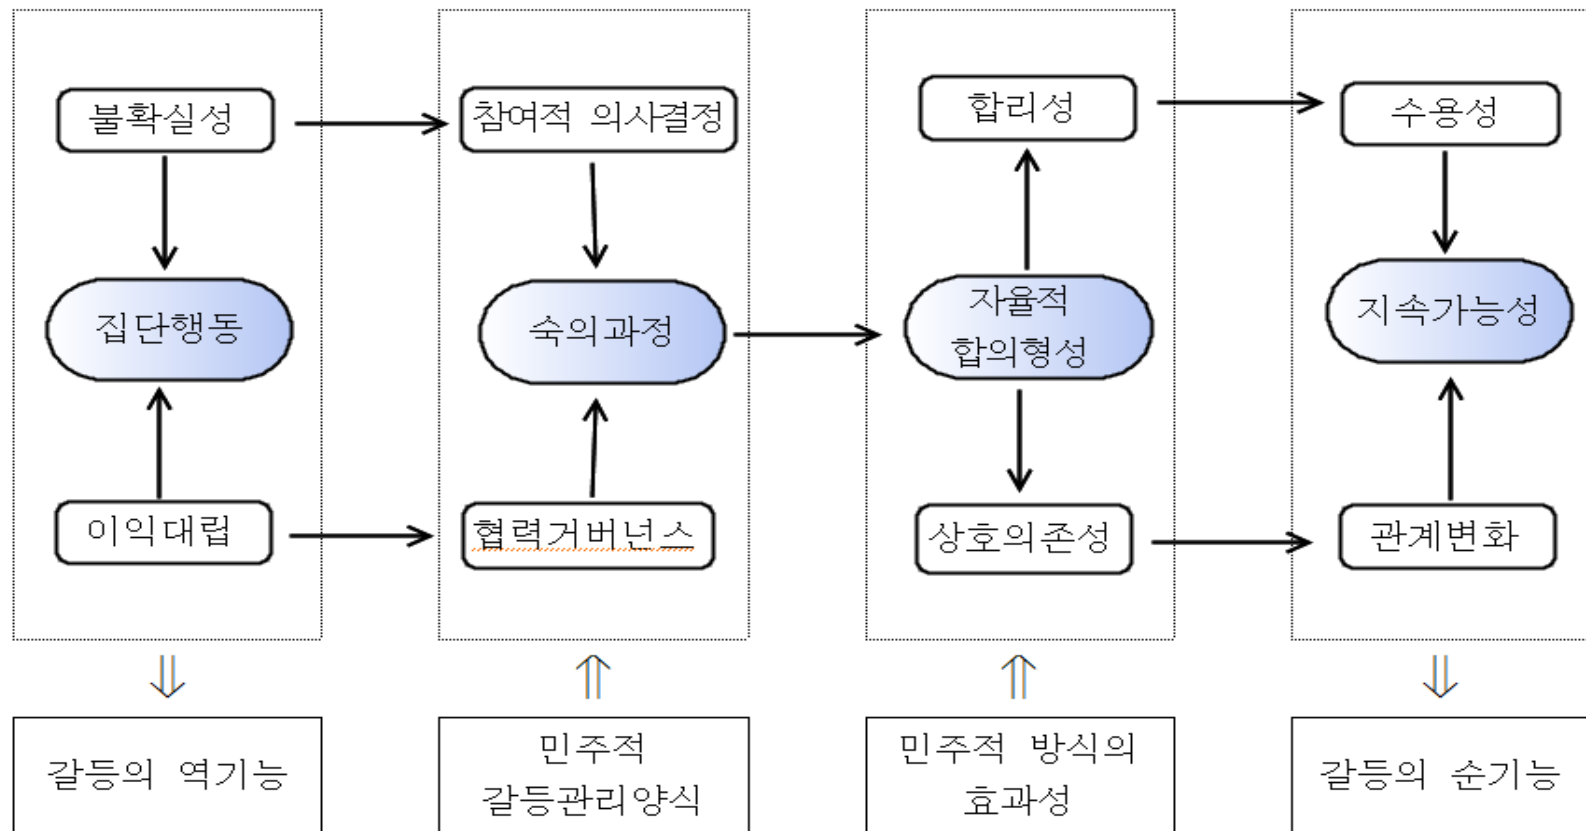 불확실성
참여적 의사결정
합리성
수용성
집단행동
숙의과정
자율적
합의형성
지속가능성
이익대립
협력거버넌스
상호의존성
관계변화
갈등의 역기능
민주적
갈등관리양식
민주적 방식의
효과성
갈등의 순기능